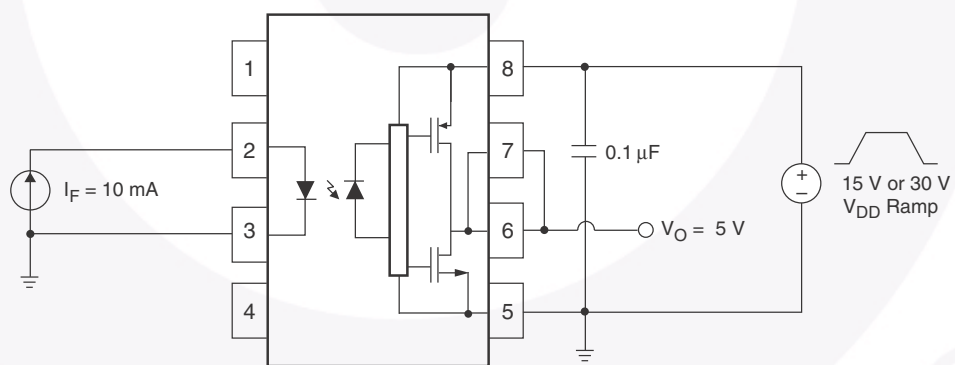 1
8
2
7
0.1 μF
I_F = 10 mA
+
–
15 V or 30 V
V_DD Ramp
3
6
V_O = 5 V
4
5